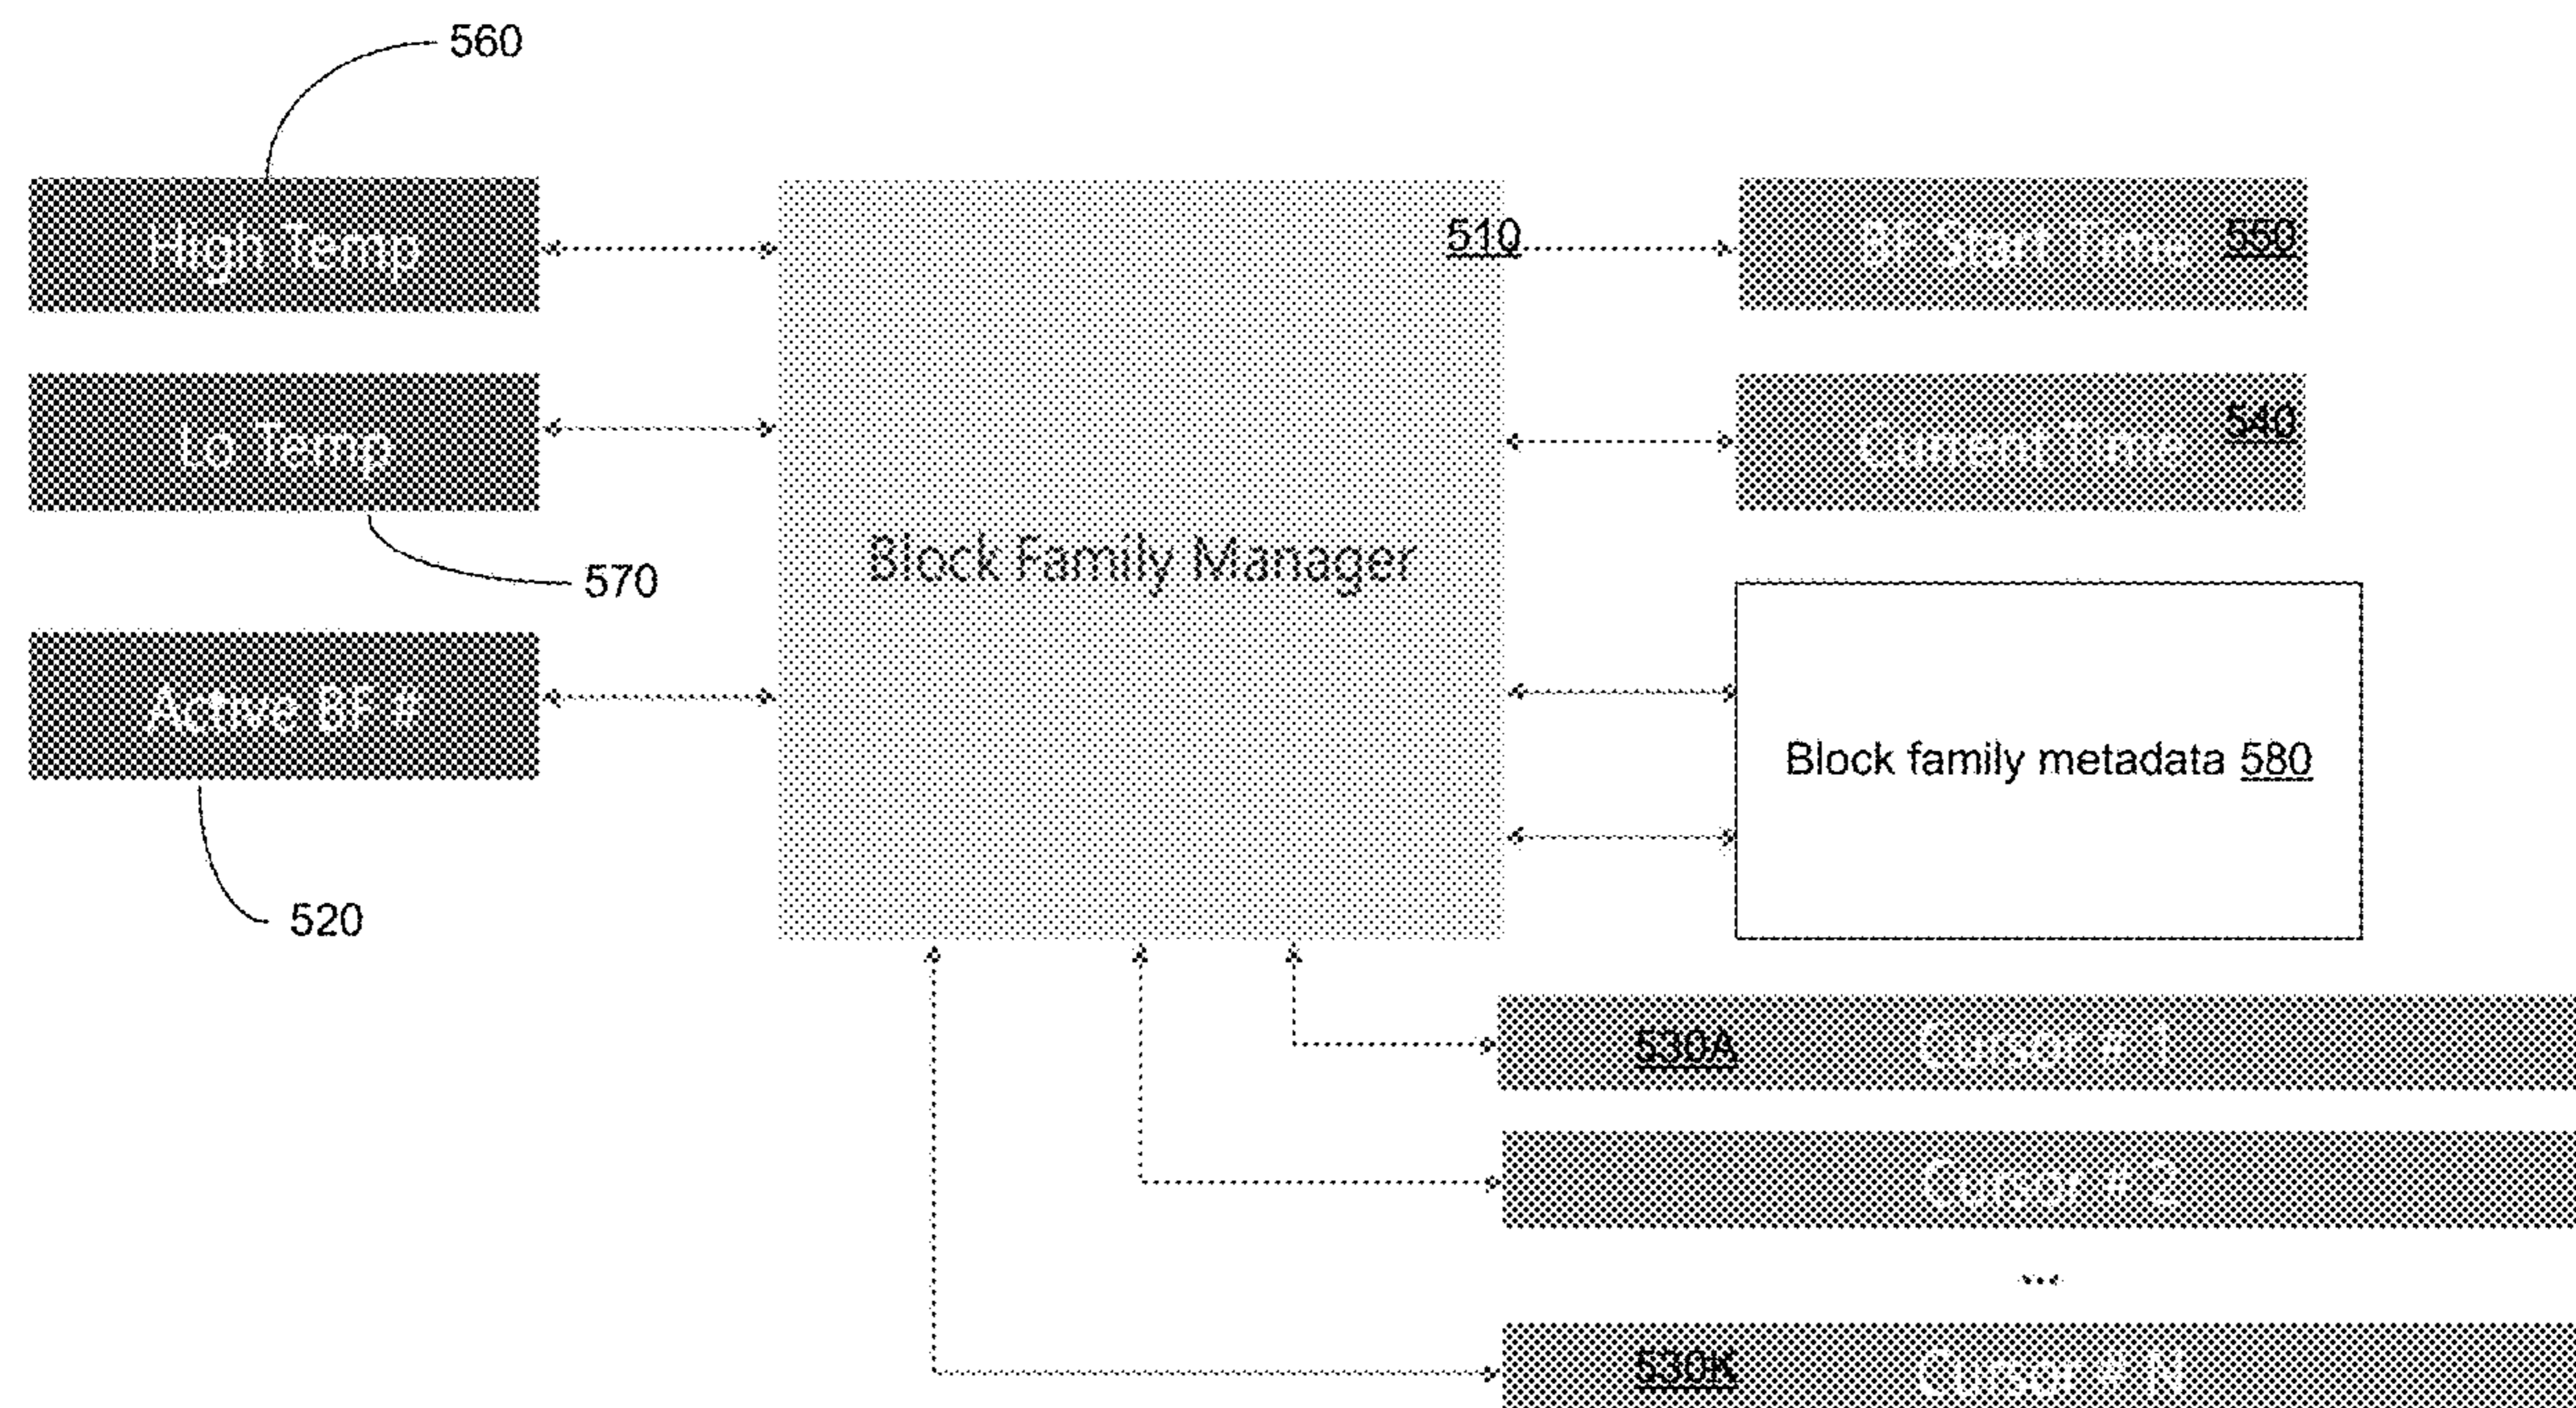 560
High Temp
510
BF Start Time 550
Lo Temp
Current Time 540
Block Family Manager
570
Active BF #
Block family metadata 580
520
530A Cursor # 1
Cursor # 2
...
530K Cursor # N